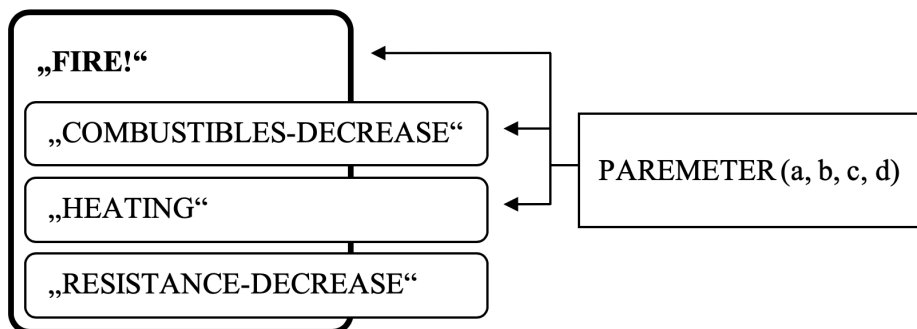 „FIRE!“
„COMBUSTIBLES-DECREASE“
„HEATING“
„RESISTANCE-DECREASE“
PAREMETER (a, b, c, d)